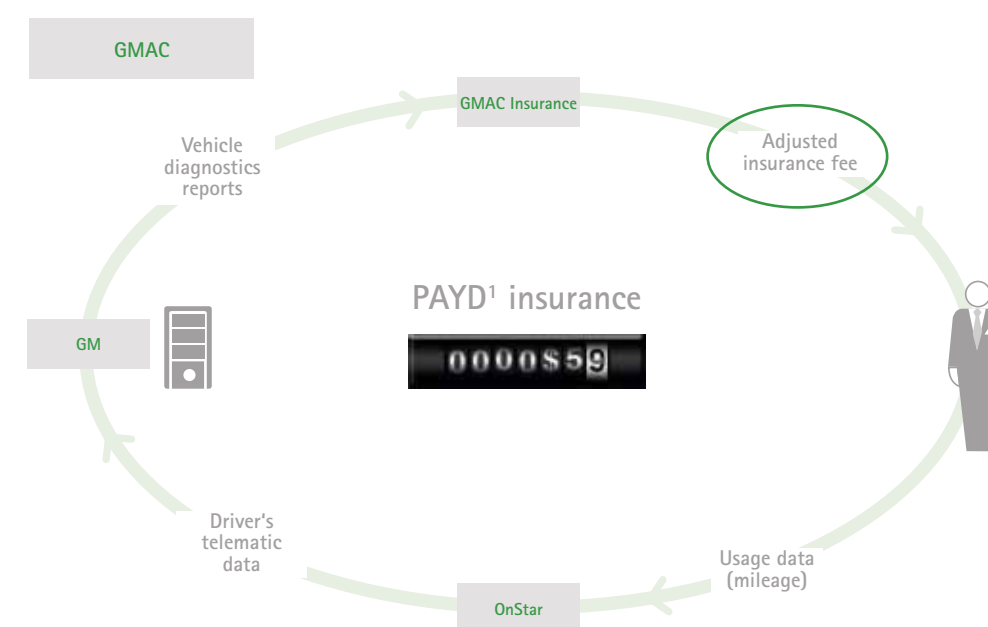 GMAC
GMAC Insurance
Vehicle
diagnostics
reports
Adjusted
insurance fee
PAYD¹ insurance
0000$59
GM
Driver‘s
telematic
data
Usage data
(mileage)
OnStar